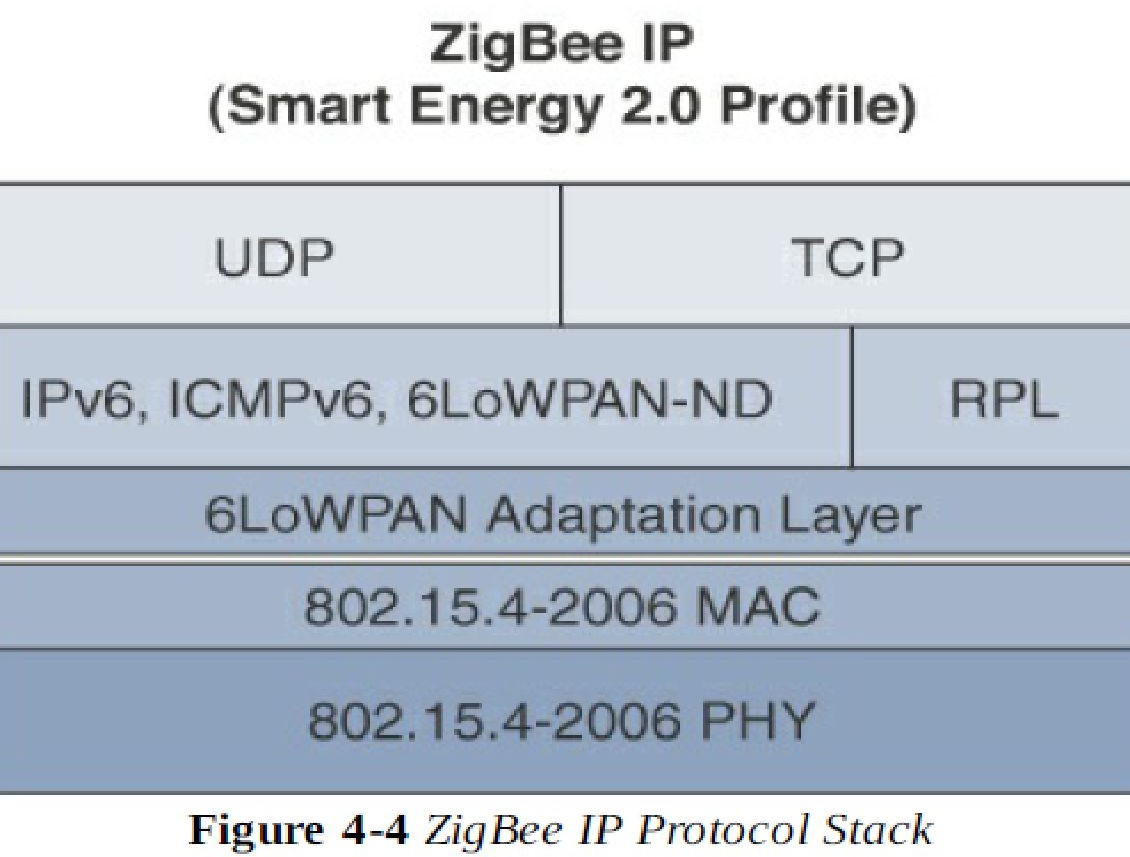 ZigBee IP
(Smart Energy 2.0 Profile)
UDP
TCP
IPv6, ICMPv6, 6LoWPAN-ND
RPL
6LoWPAN Adaptation Layer
802.15.4-2006 MAC
802.15.4-2006 PHY
Figure 4-4 ZigBee IP Protocol Stack